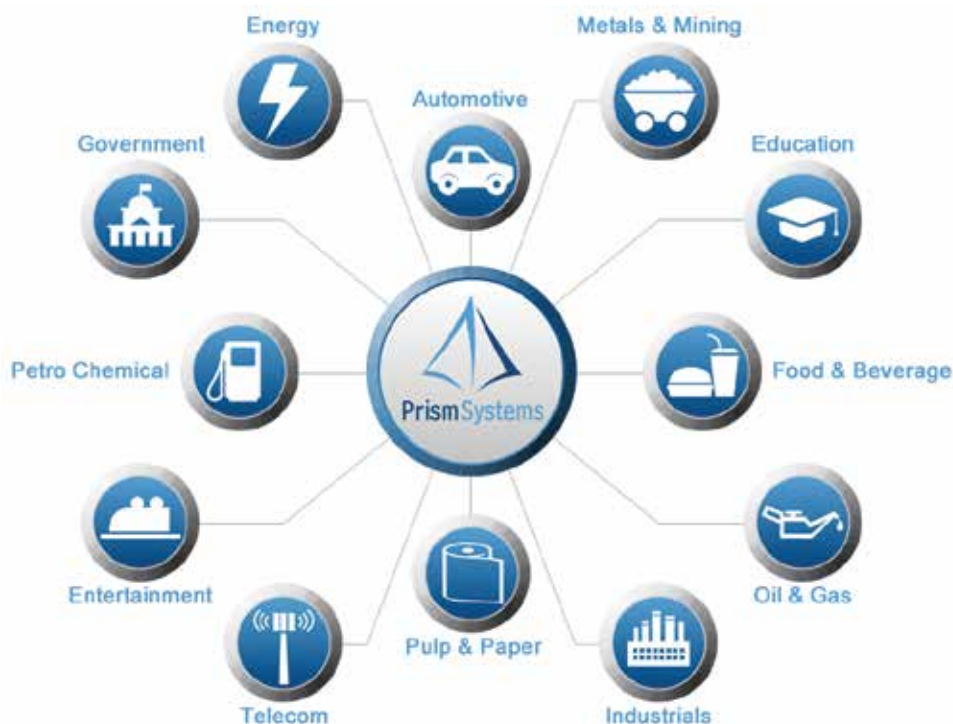 Energy
Metals & Mining
Automotive
Government
Education
Petro Chemical
Food & Beverage
PrismSystems
Entertainment
Oil & Gas
Pulp & Paper
Telecom
Industrials